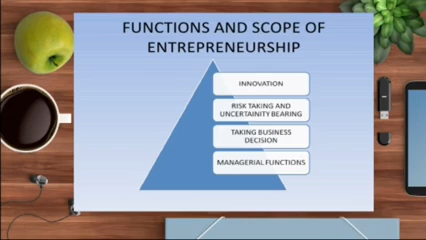 FUNCTIONS AND SCOPE OF
ENTREPRENEURSHIP
INNOVATION
RISK TAKING AND
UNCERTAINITY BEARING
TAKING BUSINESS
DECISION
MANAGERIAL FUNCTIONS